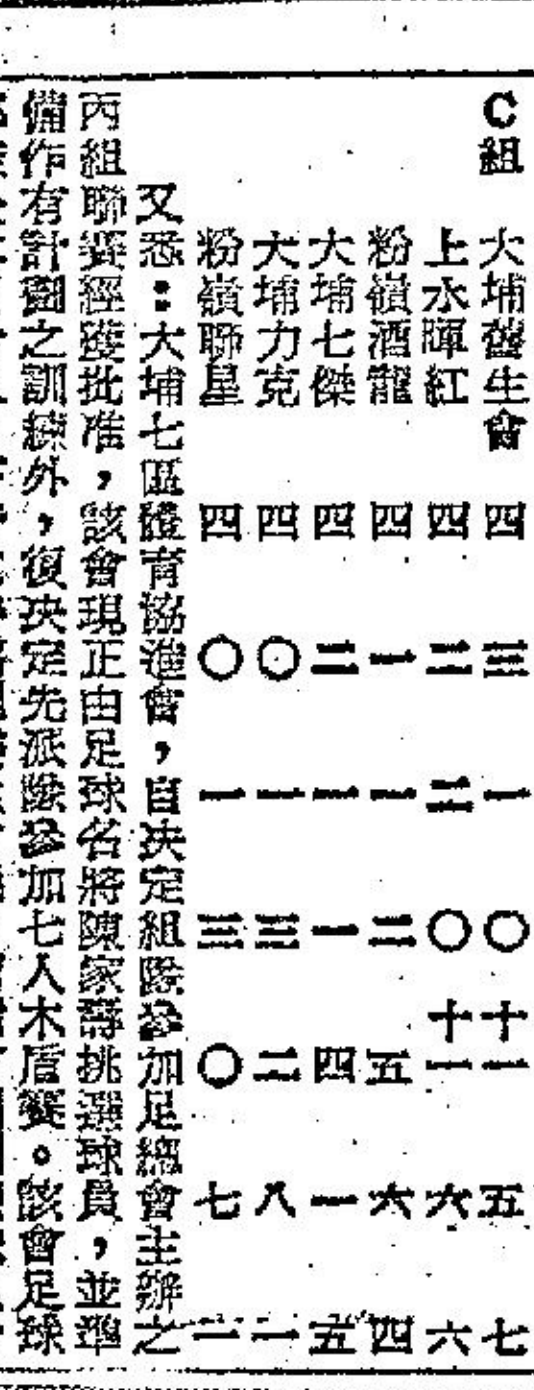 C組 大埔舊生會 四 三 一 〇 十一 五 七
上水暉紅 四 二 二 〇 十一 六 六
粉嶺酒龍 四 一 一 二 五 六 四
大埔七傑 四 二 一 一 四 一 五
大埔力克 四 〇 一 三 二 八 一
粉嶺聯星 四 〇 一 三 〇 七 一
又悉：大埔七區體育協進會，自决定組隊參加足總會主辦之
丙組聯賽經獲批准，該會現正由足球名將陳家壽挑選球員，並準
備作有計劃之訓練外，復决定先派隊參加七人木盾賽。該會足球